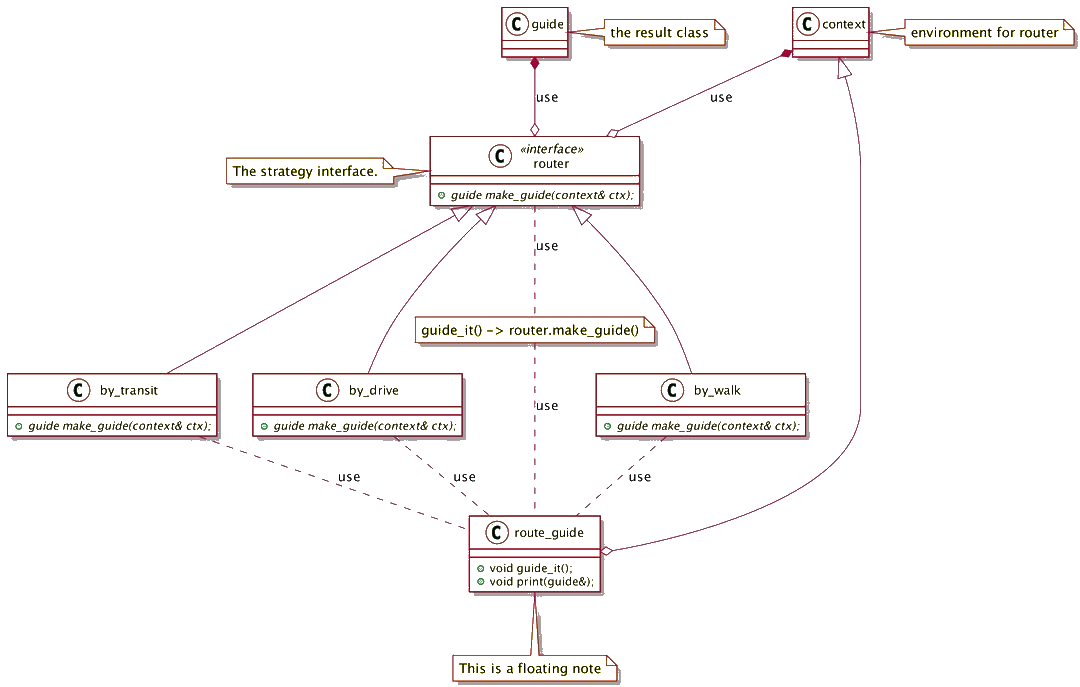 C guide
the result class
C context
environment for router
use
use
The strategy interface.
C «interface»
router
guide make_guide(context& ctx);
use
guide_it() -> router.make_guide()
C by_transit
guide make_guide(context& ctx);
C by_drive
guide make_guide(context& ctx);
use
C by_walk
guide make_guide(context& ctx);
use
use
use
C route_guide
void guide_it();
void print(guide&);
This is a floating note